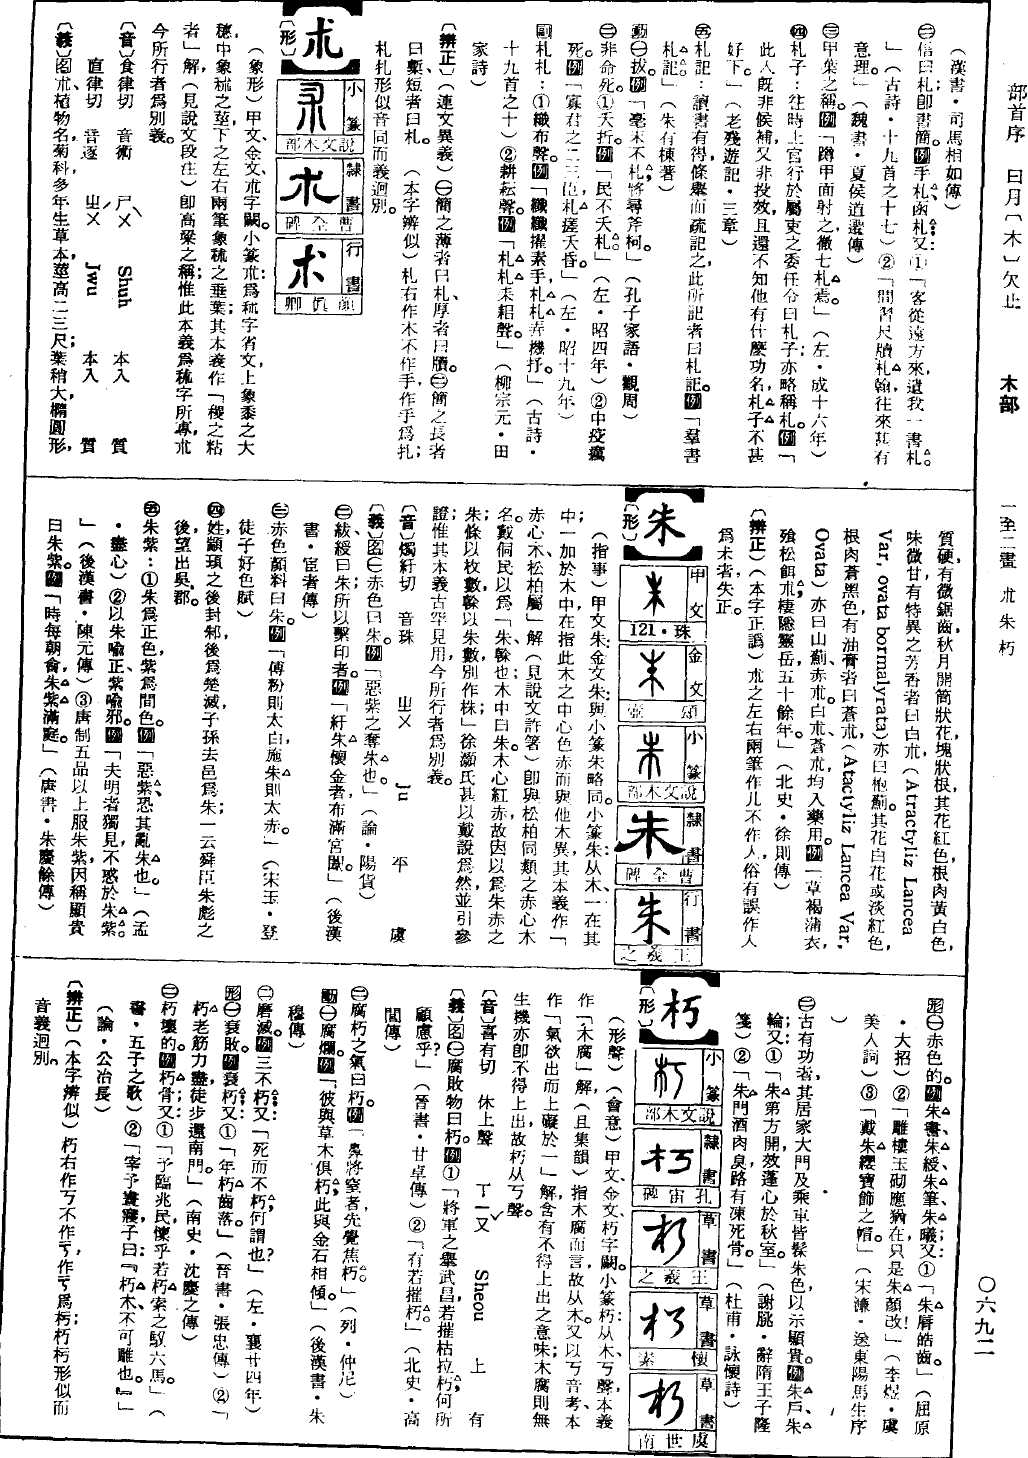 部首序　日月〔木〕欠止　木部　一至二畫　朮朱朽　〇六九二
（漢書・司馬相如傳）
㊁信曰札卽書簡。例手札函札又：①「客從遠方來，遺我一書札。
」（古詩・十九首之十七）②「閒習尺牘札翰往來甚有
意理。」（魏書・夏侯道遷傳）
㊂甲葉之稱。例「蹲甲而射之，徹七札焉。」（左・成十六年）
㊃札子：往時上官行於屬吏之委任令曰札子；亦略稱札。例「
此人旣非候補，又非投效，且還不知他有什麼功名，札子不甚
好下。」（老殘遊記・三章）
㊄札記：讀書有得條舉而疏記之，此所記者曰札記。例「羣書
札記。」（朱有棟著）
動㊀拔。例「毫末不札，將尋斧柯。」（孔子家語・觀周）
㊁非命死。①夭折。例「民不夭札。」（左・昭四年）②中疫癘
死。例「寡君之二三臣，札瘥夭昏。」（左・昭十九年）
副札札：①織布聲。例「纖纖擢素手，札札弄機抒。」（古詩・
十九首之十）②耕耘聲。例「札札耒耜聲。」（柳宗元・田
家詩）
〔辨正〕（連文異義）㊀簡之薄者曰札，厚者曰牘。㊁簡之長者
曰槧，短者曰札。（本字辨似）札右作木不作手，作手爲扎；
札扎形似音同而義迥別。
朮
〔形〕
小篆　說文木部
隸書　曹全碑
行書　顏眞卿
（象形）甲文、金文朮字闕。小篆朮：爲秫字省文，上象黍之大
穗，中象秫之莖，下之左右兩筆象秫之垂葉；其本義作「稷之粘
者」解（見說文段注）卽高粱之稱；惟此本義爲秫字所專，朮
今所行者爲別義。
〔音〕食律切　音術　ㄕㄨˋ　Shuh　本入　質
直律切　音逐　ㄓㄨˊ　Jwu　本入　質
〔義〕名朮植物名，菊科，多年生草本，莖高二三尺；葉稍大，橢圓形，
質硬，有微鋸齒，秋月開筒狀花，塊狀根，其花紅色，根肉黃白色，
味微甘有特異之芳香者曰白朮（Atractyliz Lancea
Var, ovata bormalyrata）亦曰枹薊。其花白花或淡紅色，
根肉蒼黑色，有油膏者曰蒼朮（Atactyliz Lancea Var.
Ovata）亦曰山薊、赤朮。白朮、蒼朮均入藥用。例「草褐蒲衣，
飱松餌朮，棲隱靈岳，五十餘年。」（北史・徐則傳）
〔辨正〕（本字正譌）朮之左右兩筆作儿不作人，俗有誤作人
爲术者，失正。
朱
〔形〕
甲文　121・珠
金文　頌壺
小篆　說文木部
隸書　曹全碑
行書　王羲之
（指事）甲文朱、金文朱：與小篆朱略同。小篆朱：从木，一在其
中；一加於木中，在指此木之中心色赤而與他木異，其本義作「
赤心木，松柏屬」解（見說文許箸）卽與松柏同類之赤心木
名。戴侗氏以爲「朱，榦也；木中曰朱。木心紅赤，故因以爲朱赤之
朱；條以枚數，榦以朱數，別作株」徐灝氏甚以戴說爲然，並引參
證；惟其本義古罕見用，今所行者爲別義。
〔音〕燭紆切　音珠　ㄓㄨ　Ju　平　虞
〔義〕名㊀赤色曰朱。例「惡紫之奪朱也。」（論・陽貨）
㊁紱綬曰朱；所以繫印者。例「紆朱懷金者，布滿宮闈。」（後漢
書・宦者傳）
㊂赤色顏料曰朱。例「傅粉則太白，施朱則太赤。」（宋玉・登
徒子好色賦）
㊃姓，顓頊之後，封邾，後爲楚滅，子孫去邑爲朱；一云舜臣朱彪之
後，望出吳郡。
㊄朱紫：①朱爲正色，紫爲間色。例「惡紫，恐其亂朱也。」（孟
・盡心）②以朱喻正，紫喻邪。例「夫明者獨見，不惑於朱紫。
」（後漢書・陳元傳）③唐制五品以上服朱紫，因稱顯貴
曰朱紫。例「時每朝會，朱紫滿庭。」（唐書・朱慶餘傳）
形㊀赤色的。例朱書、朱綬、朱筆、朱曦；又：①「朱脣皓齒。」（屈原
・大招）②「雕樓玉砌應猶在，只是朱顏改！」（李煜・虞
美人詞）③「戴朱纓寶飾之帽。」（宋濂・送東陽馬生序
）
㊁古有功者，其居家大門及乘車皆髹朱色，以示顯貴。例朱戶、朱
輪；又：①「朱第方開，效蓬心於秋室。」（謝朓・辭隋王子隆
箋）②「朱門酒肉臭，路有凍死骨。」（杜甫・詠懷詩）
朽
〔形〕
小篆　說文木部
隸書　孔宙碑
草書　王羲之
草書　懷素
草書　虞世南
（形聲）（會意）甲文、金文、朽字闕。小篆朽：从木，丂聲，本義
作「木腐」解（且集韻）指木腐而言，故从木。又以丂音考，本
作「氣欲出而上礙於一」解，含有不得上出之意味；木腐則無
生機，亦卽不得上出，故朽从丂聲。
〔音〕喜有切　休上聲　ㄒㄧㄡˇ　Sheou　上　有
〔義〕名㊀腐敗物曰朽。例①「將軍之舉武昌，若摧枯拉朽，何所
顧慮乎？」（晉書・甘卓傳）②「有若摧朽。」（北史・高
閭傳）
㊁腐朽之氣曰朽。例「鼻將窒者，先覺焦朽。」（列・仲尼）
動㊀腐爛。例「彼與草木俱朽，此與金石相傾。」（後漢書・朱
穆傳）
㊁磨滅。例三不朽；又：「死而不朽，何謂也？」（左・襄廿四年）
形㊀衰敗。例衰朽；又：①「年朽齒落。」（晉書・張忠傳）②「
朽老筋力盡，徒步還南門。」（南史・沈慶之傳）
㊁朽壞的。例朽骨；又：①「予臨兆民，懍乎若朽索之馭六馬。」（
書・五子之歌）②「宰予晝寢，子曰：『朽木不可雕也。』」
（論・公冶長）
〔辨正〕（本字辨似）朽右作丂不作亏，作亏爲杇；朽杇形似而
音義迥別。